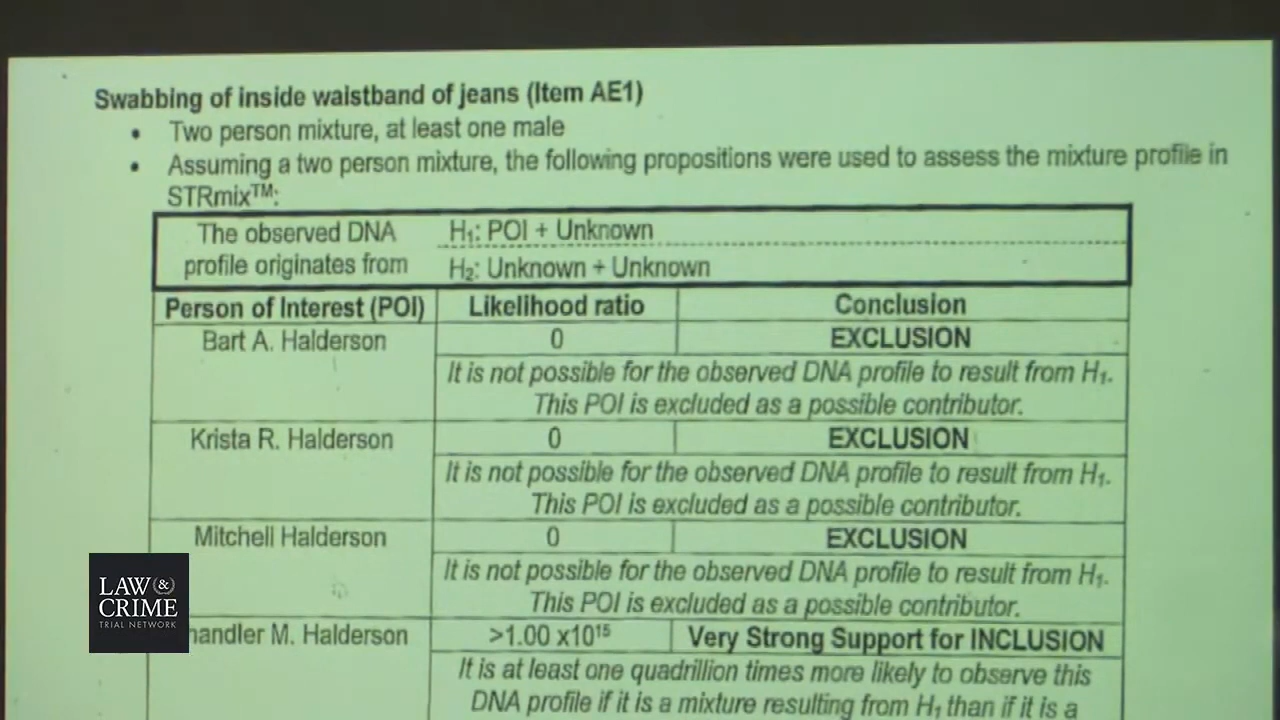 Swabbing of inside waistband of jeans (Item AE1)
• Two person mixture, at least one male
• Assuming a two person mixture, the following propositions were used to assess the mixture profile in
STRmix™:
The observed DNA profile originates from
H₁: POI + Unknown
H₂: Unknown + Unknown
Person of Interest (POI) Likelihood ratio Conclusion
Bart A. Halderson 0 EXCLUSION
It is not possible for the observed DNA profile to result from H₁.
This POI is excluded as a possible contributor.
Krista R. Halderson 0 EXCLUSION
It is not possible for the observed DNA profile to result from H₁.
This POI is excluded as a possible contributor.
Mitchell Halderson 0 EXCLUSION
It is not possible for the observed DNA profile to result from H₁.
This POI is excluded as a possible contributor.
handler M. Halderson >1.00 x10¹⁵ Very Strong Support for INCLUSION
It is at least one quadrillion times more likely to observe this
DNA profile if it is a mixture resulting from H₁ than if it is a
LAW &
CRIME
TRIAL NETWORK